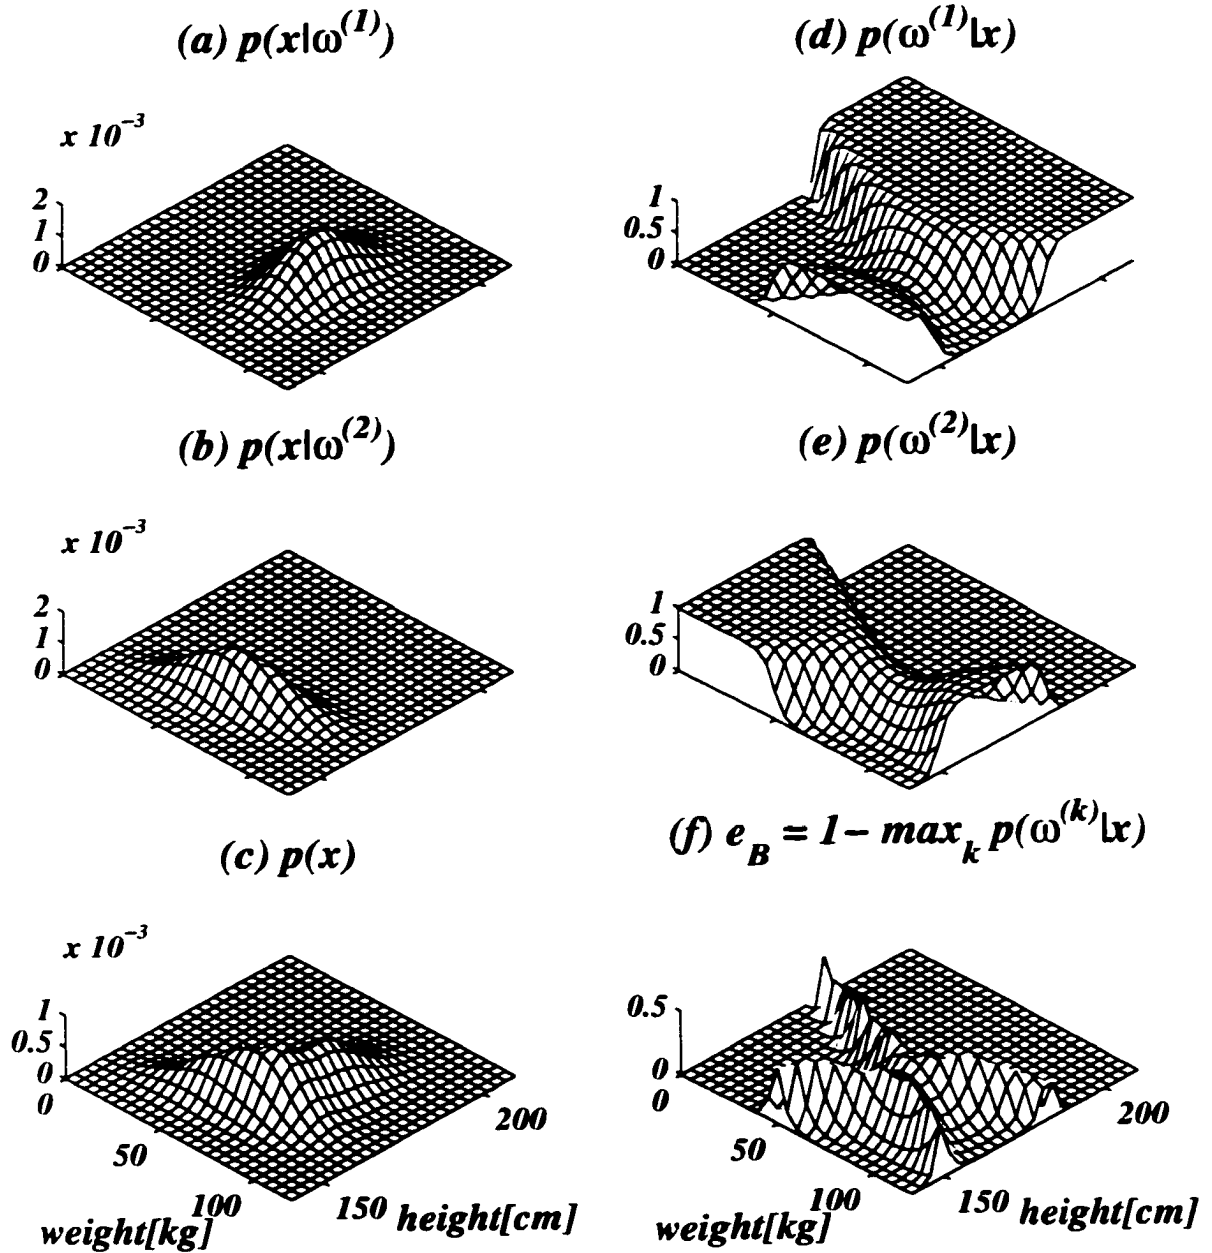 (a) p(x|ω^(1))
x 10^−3
2
1
0
(d) p(ω^(1)|x)
1
0.5
0
(b) p(x|ω^(2))
x 10^−3
2
1
0
(e) p(ω^(2)|x)
1
0.5
0
(c) p(x)
x 10^−3
1
0.5
0
0
50
100
150
200
weight[kg]
height[cm]
(f) e_B = 1− max_k p(ω^(k)|x)
0.5
0
0
50
100
150
200
weight[kg]
height[cm]